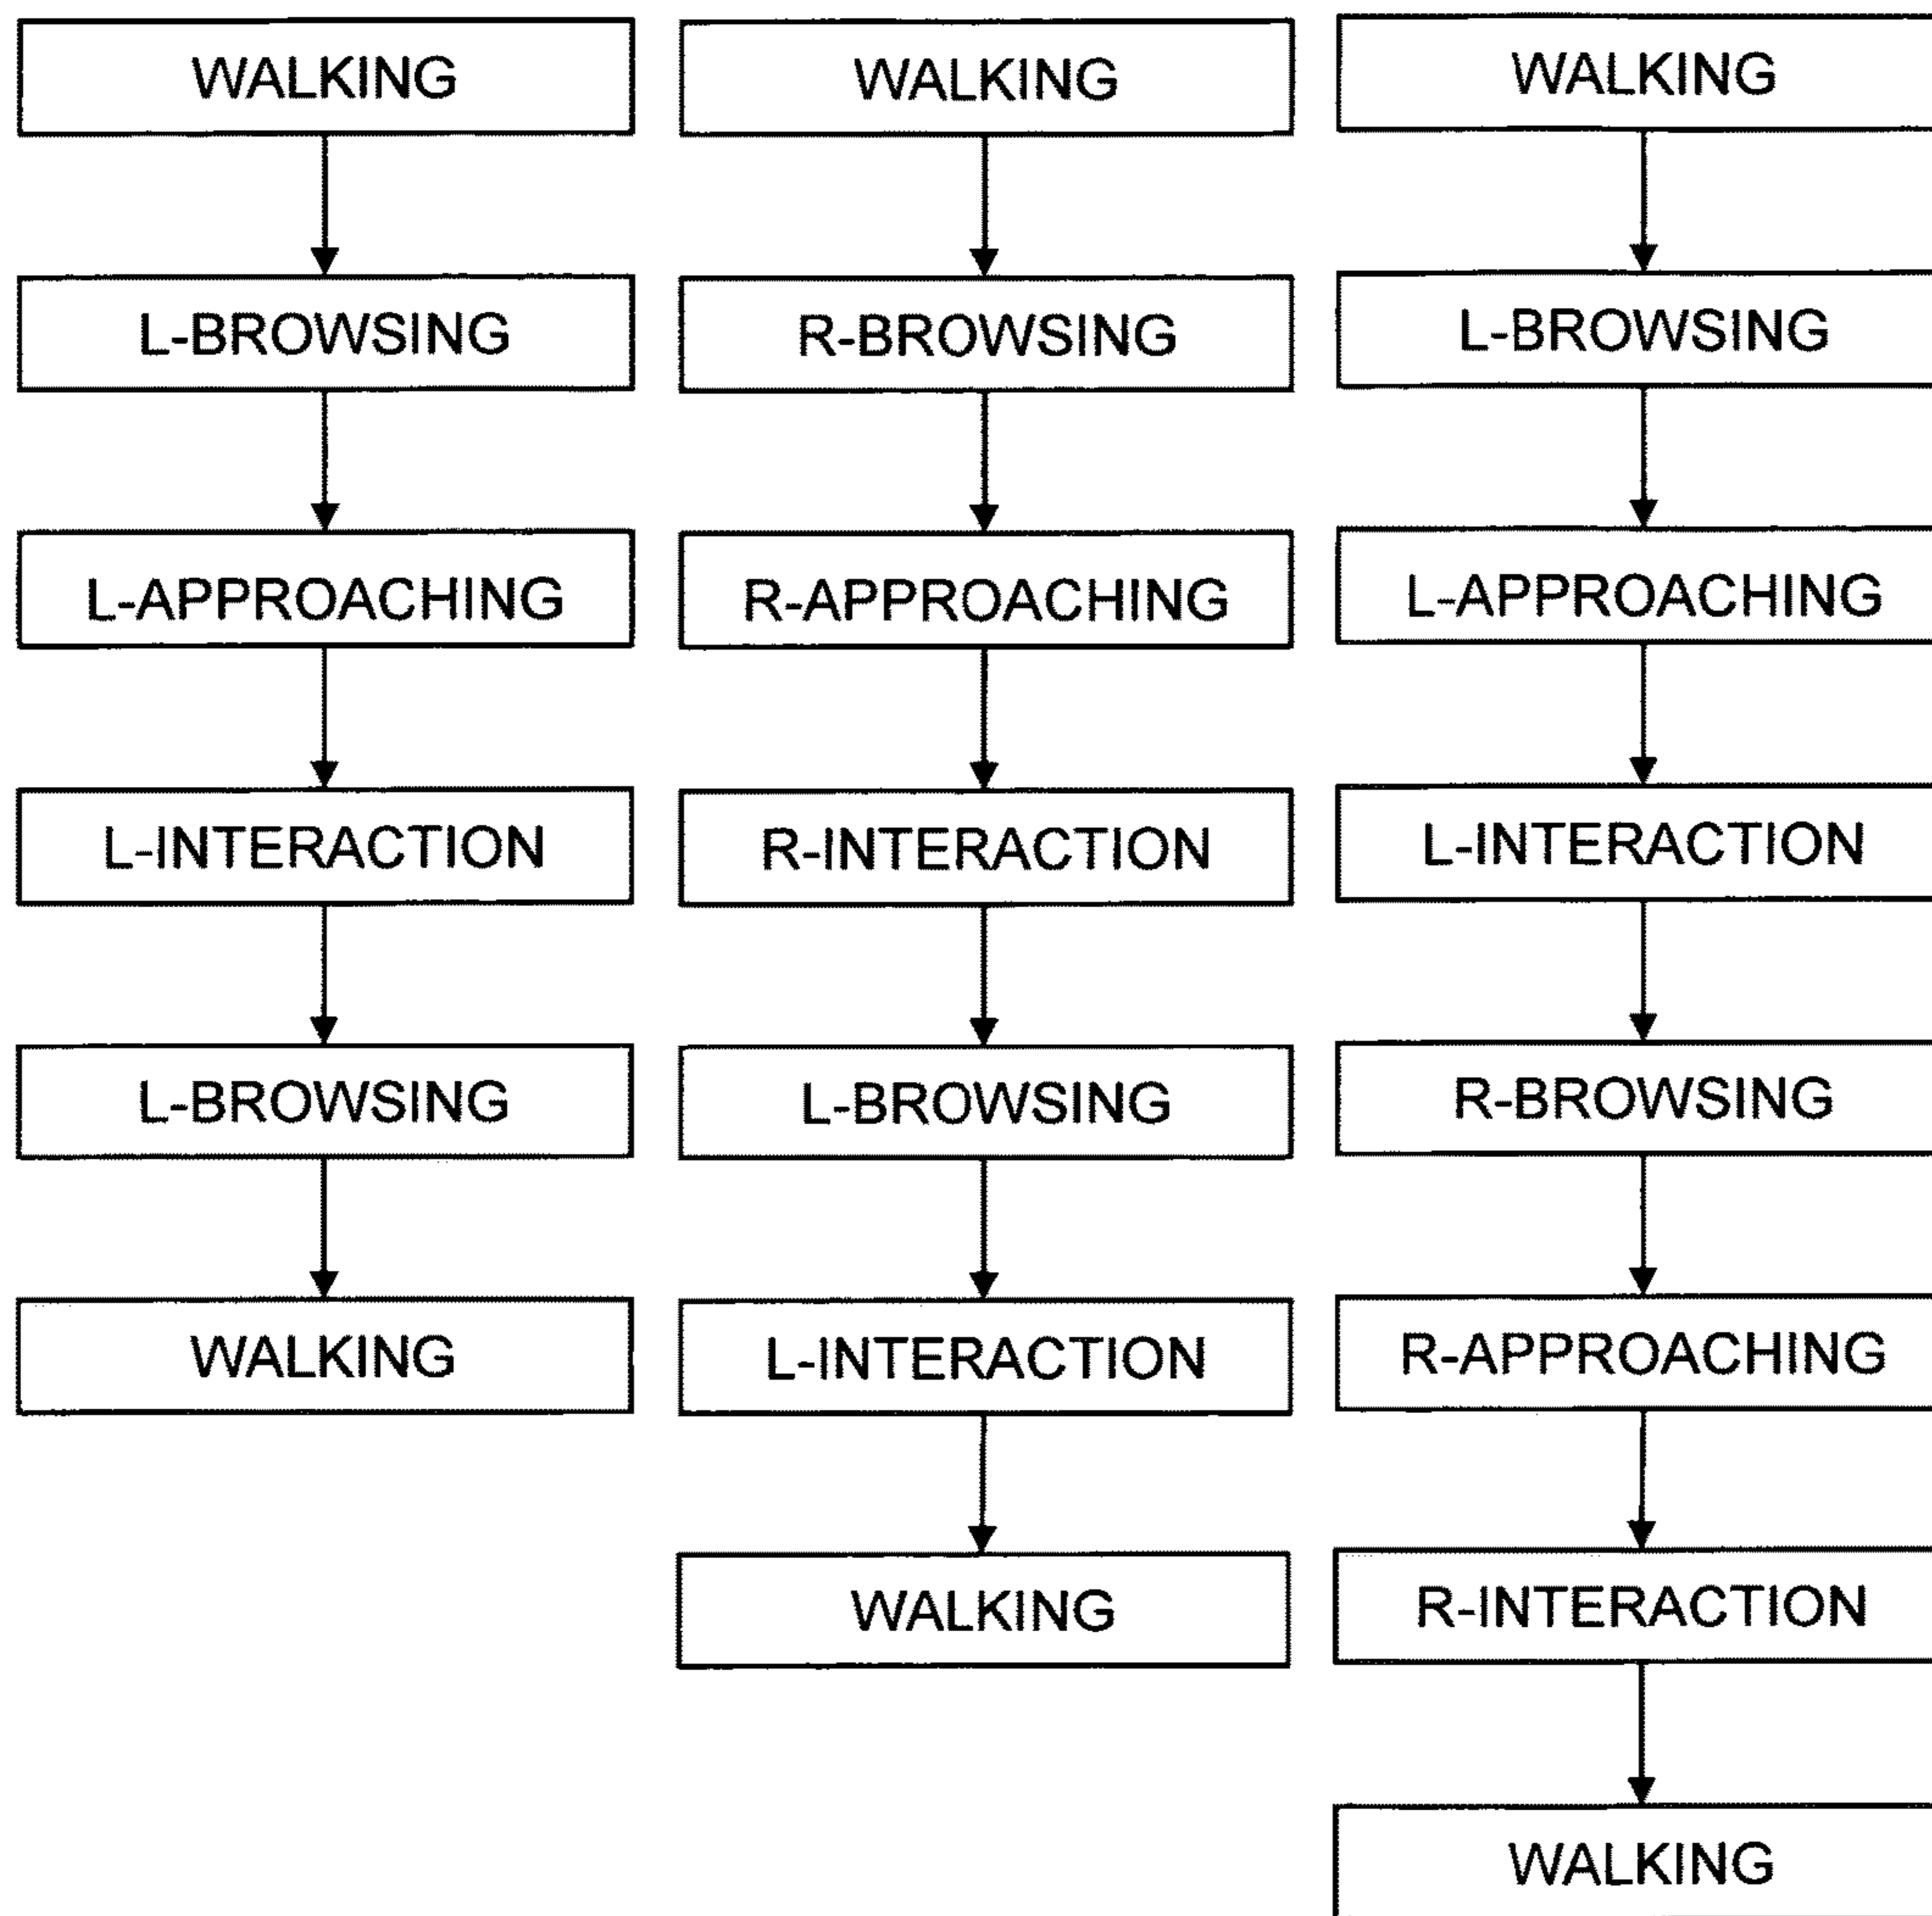 WALKING
L-BROWSING
L-APPROACHING
L-INTERACTION
L-BROWSING
WALKING
WALKING
R-BROWSING
R-APPROACHING
R-INTERACTION
L-BROWSING
L-INTERACTION
WALKING
WALKING
L-BROWSING
L-APPROACHING
L-INTERACTION
R-BROWSING
R-APPROACHING
R-INTERACTION
WALKING